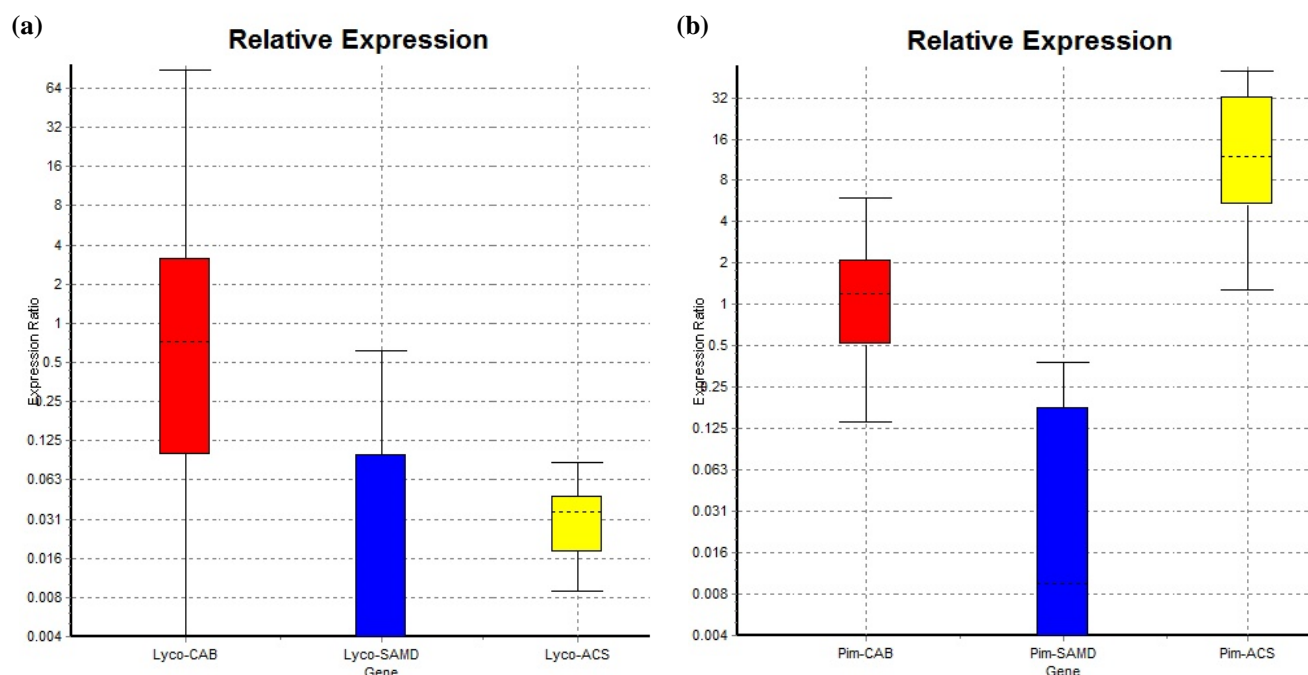 (a)
Relative Expression
Expression Ratio
64
32
16
8
4
2
1
0.5
0.25
0.125
0.063
0.031
0.016
0.008
0.004
Lyco-CAB
Lyco-SAMD
Lyco-ACS
Gene
(b)
Relative Expression
Expression Ratio
32
16
8
4
2
1
0.5
0.25
0.125
0.063
0.031
0.016
0.008
0.004
Pim-CAB
Pim-SAMD
Pim-ACS
Gene